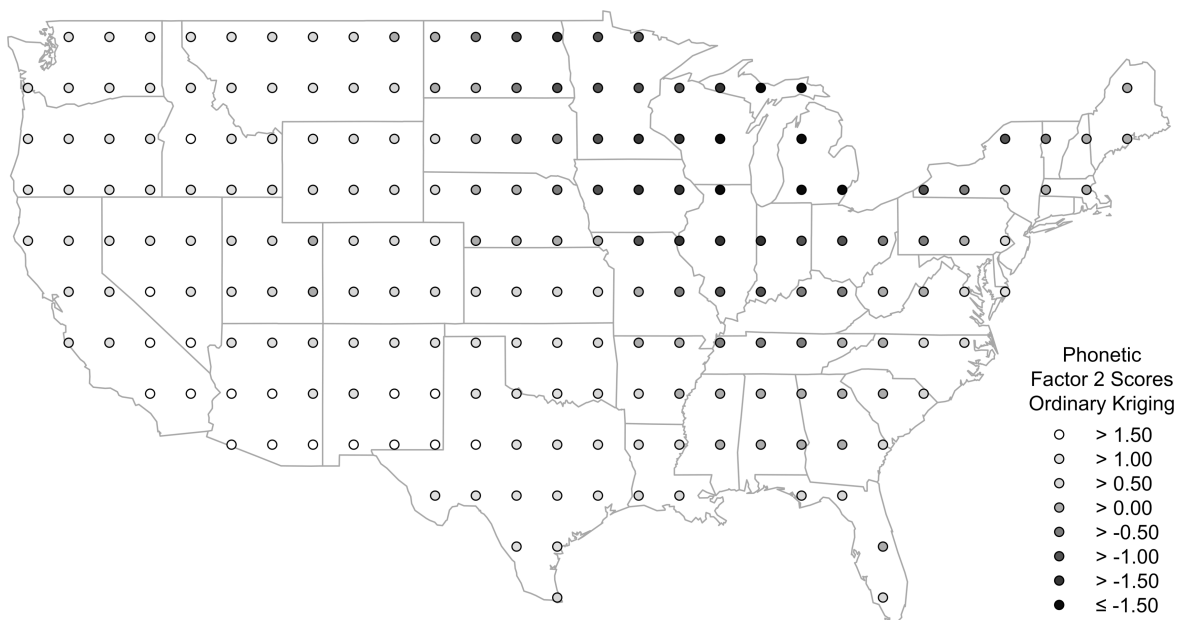 Phonetic
Factor 2 Scores
Ordinary Kriging
> 1.50
> 1.00
> 0.50
> 0.00
> -0.50
> -1.00
> -1.50
≤ -1.50